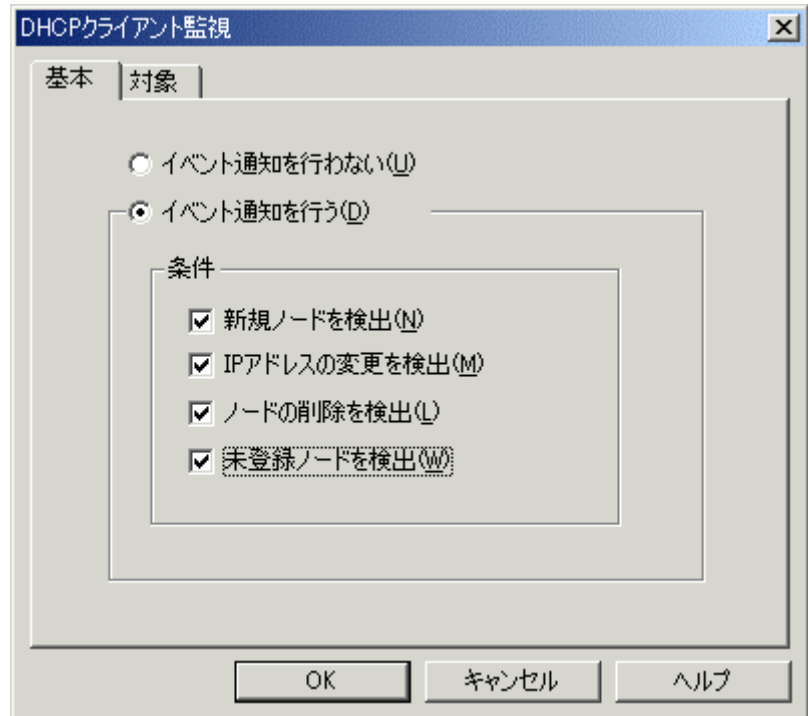 DHCPクライアント監視
基本 対象
イベント通知を行わない(U)
イベント通知を行う(D)
条件
新規ノードを検出(N)
IPアドレスの変更を検出(M)
ノードの削除を検出(L)
未登録ノードを検出(W)
OK キャンセル ヘルプ